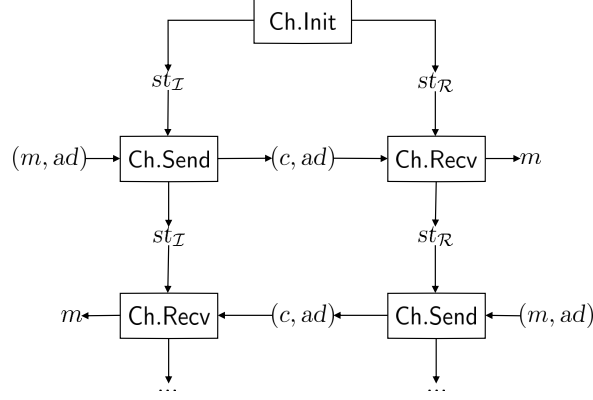 Ch.Init
st_ℐ st_ℛ
(m, ad) Ch.Send (c, ad) Ch.Recv m
st_ℐ st_ℛ
m Ch.Recv (c, ad) Ch.Send (m, ad)
... ...